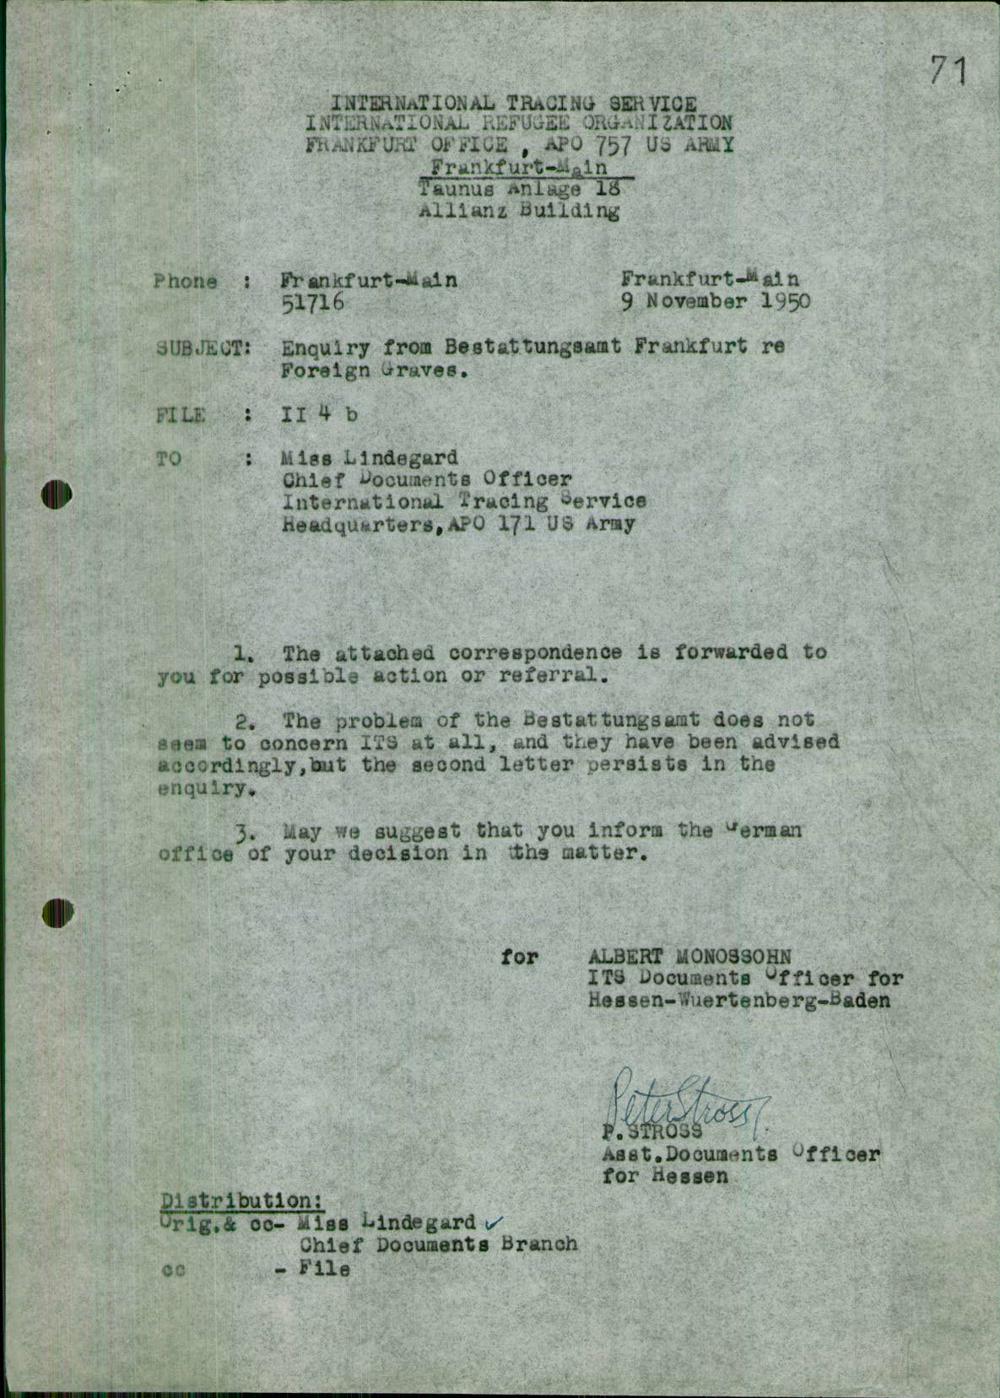 71
INTERNATIONAL TRACING SERVICE
INTERNATIONAL REFUGEE ORGANIZATION
FRANKFURT OFFICE , APO 757 US ARMY
Frankfurt-Main
Taunus Anlage 18
Allianz Building
Phone : Frankfurt-Main Frankfurt-Main
51716 9 November 1950
SUBJECT: Enquiry from Bestattungsamt Frankfurt re
Foreign Graves.
FILE : II 4 b
TO : Miss Lindegard
Chief Documents Officer
International Tracing Service
Headquarters, APO 171 US Army
1. The attached correspondence is forwarded to
you for possible action or referral.
2. The problem of the Bestattungsamt does not
seem to concern ITS at all, and they have been advised
accordingly,but the second letter persists in the
enquiry.
3. May we suggest that you inform the German
office of your decision in the matter.
for ALBERT MONOSSOHN
ITS Documents Officer for
Hessen-Wuertenberg-Baden
Peter Stross
P. STROSS
Asst.Documents Officer
for Hessen
Distribution:
Orig.& cc- Miss Lindegard ✓
Chief Documents Branch
cc - File